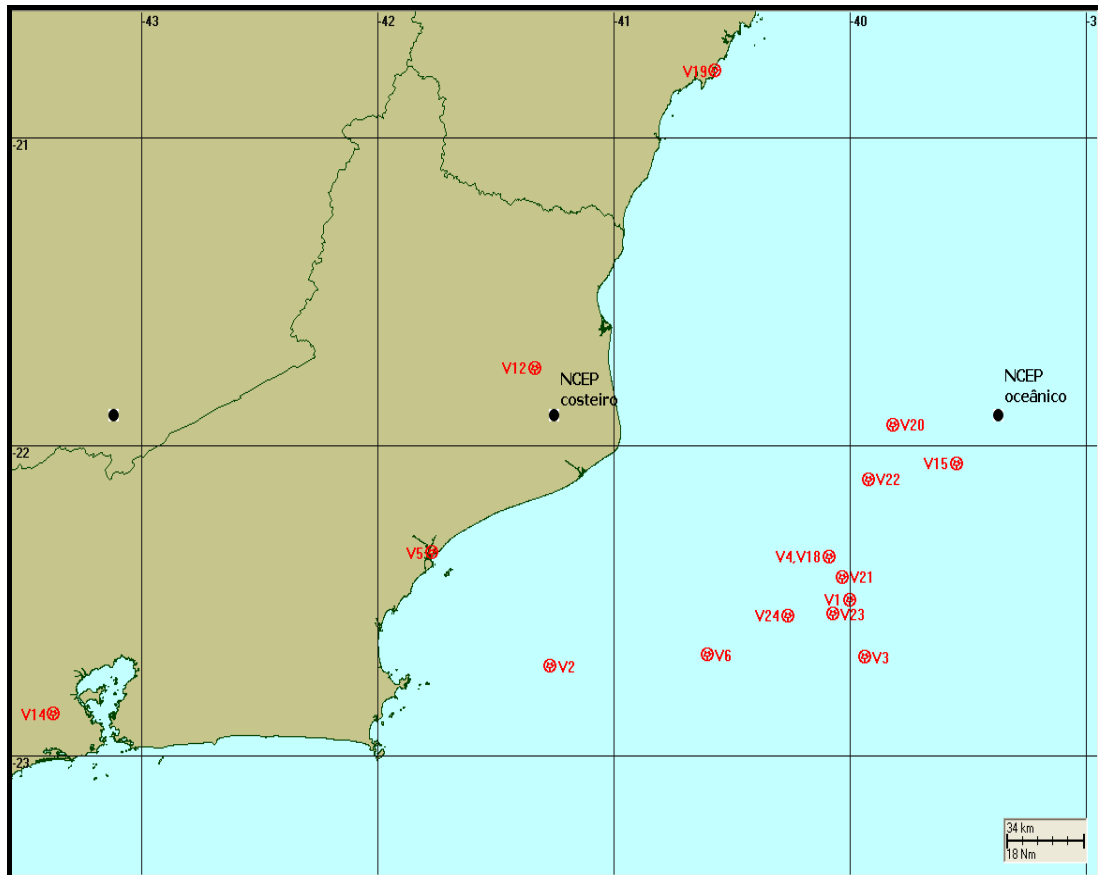 -43
-42
-41
-40
-3
V19
-21
V12
NCEP
costeiro
NCEP
oceânico
V20
-22
V15
V22
V5
V4,V18
V21
V1
V24
V23
V6
V3
V2
V14
-23
34 km
18 Nm